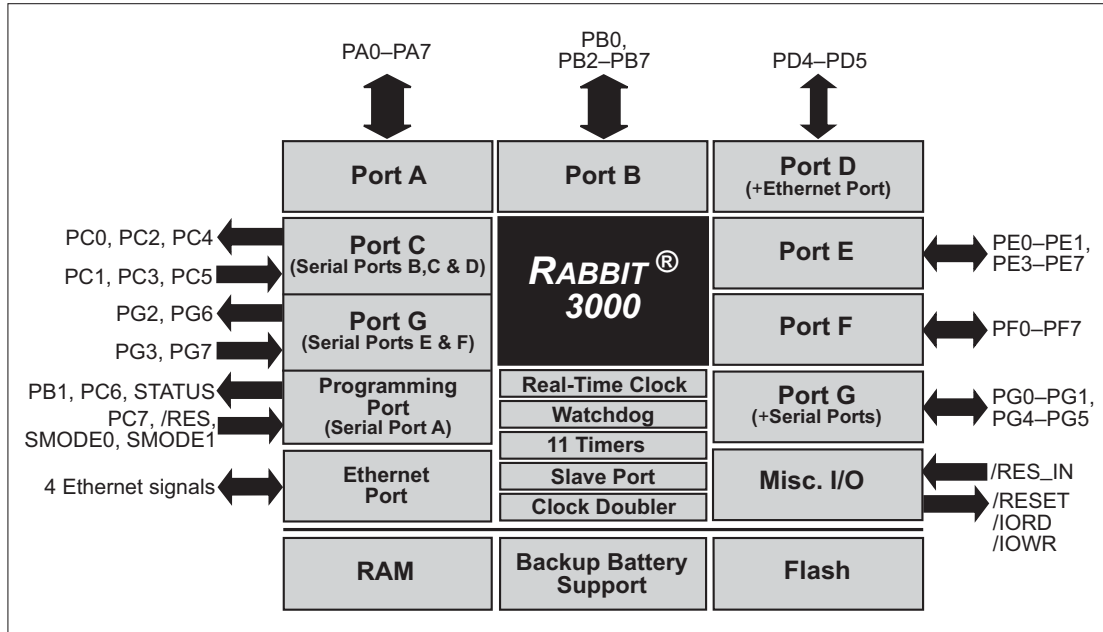 PA0–PA7
PB0,
PB2–PB7
PD4–PD5
Port A
Port B
Port D
(+Ethernet Port)
PC0, PC2, PC4
PC1, PC3, PC5
Port C
(Serial Ports B,C & D)
RABBIT ®
3000
Port E
PE0–PE1,
PE3–PE7
PG2, PG6
PG3, PG7
Port G
(Serial Ports E & F)
Port F
PF0–PF7
PB1, PC6, STATUS
PC7, /RES,
SMODE0, SMODE1
Programming
Port
(Serial Port A)
Real-Time Clock
Watchdog
11 Timers
Slave Port
Clock Doubler
Port G
(+Serial Ports)
PG0–PG1,
PG4–PG5
4 Ethernet signals
Ethernet
Port
Misc. I/O
/RES_IN
/RESET
/IORD
/IOWR
RAM
Backup Battery
Support
Flash